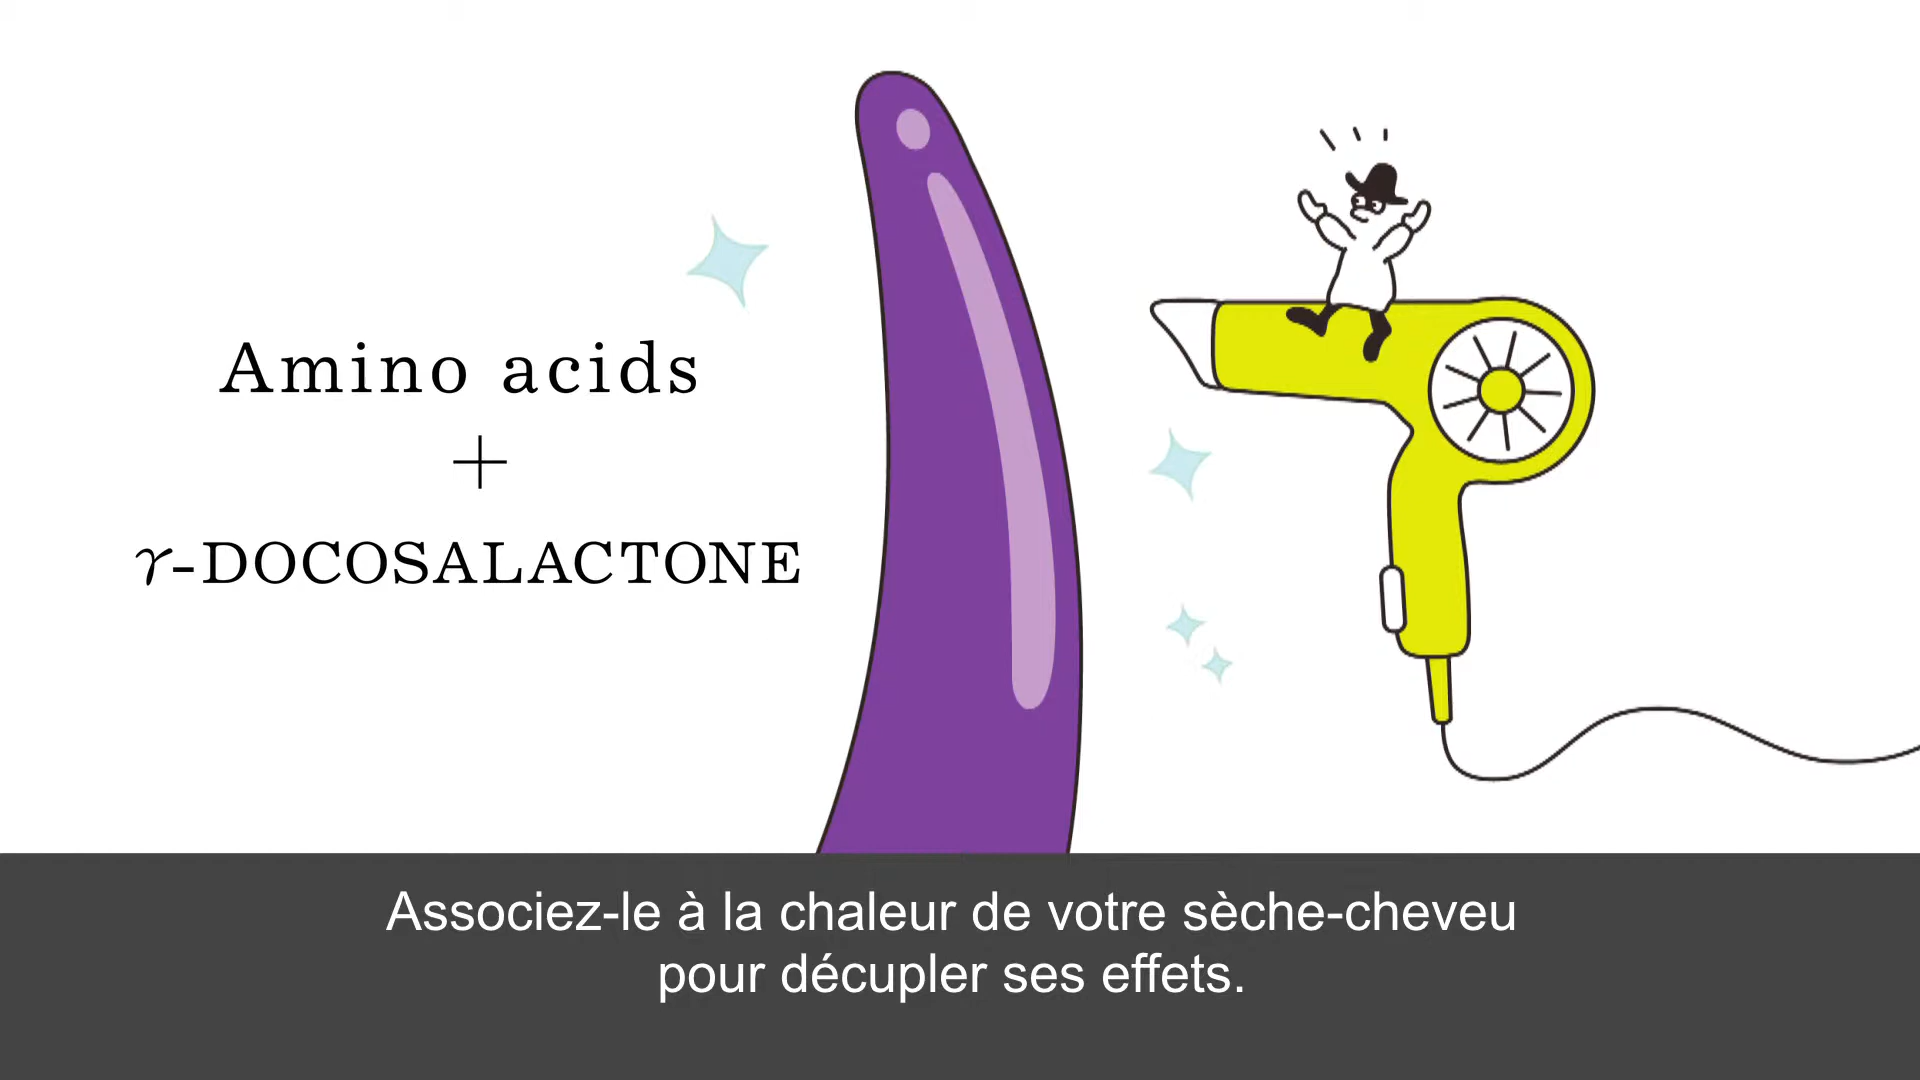 Amino acids
+
γ-DOCOSALACTONE
Associez-le à la chaleur de votre sèche-cheveu
pour décupler ses effets.